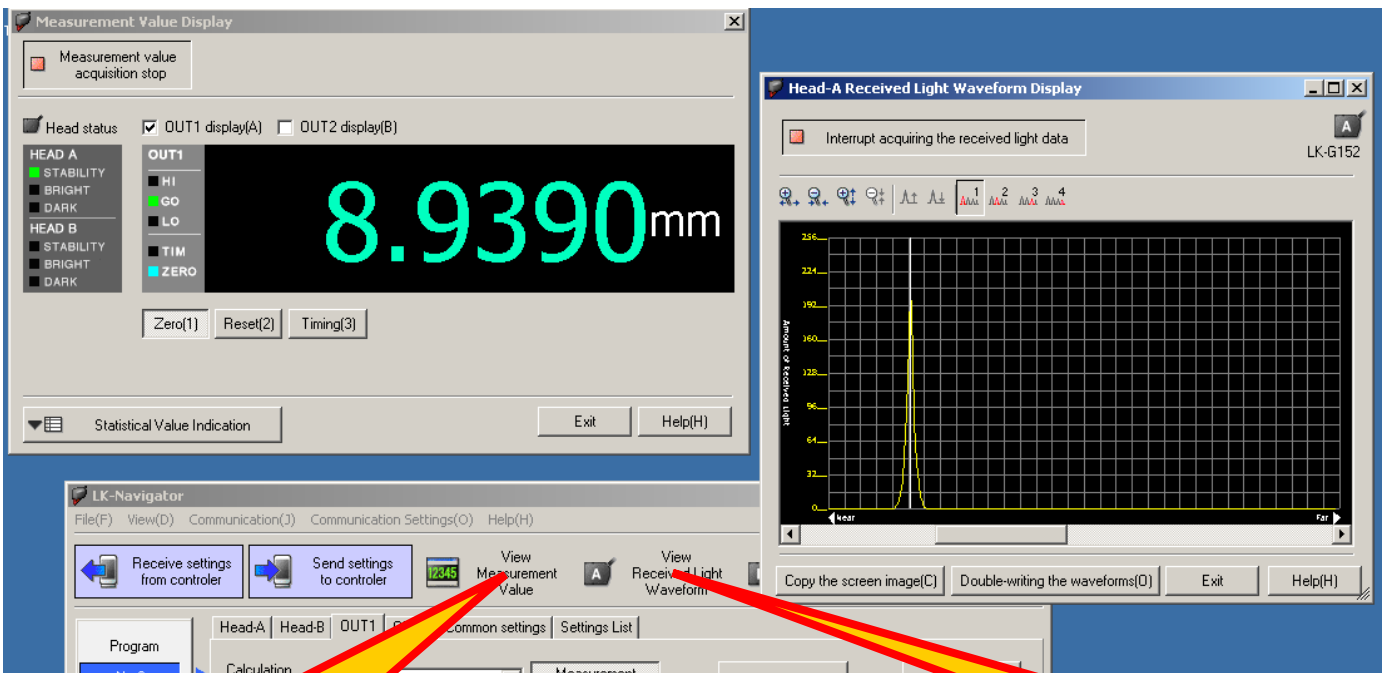 Measurement Value Display
Measurement value
acquisition stop
Head status
OUT1 display(A)
OUT2 display(B)
HEAD A
STABILITY
BRIGHT
DARK
HEAD B
STABILITY
BRIGHT
DARK
OUT1
HI
GO
LO
TIM
ZERO
8.9390mm
Zero(1)
Reset(2)
Timing(3)
Statistical Value Indication
Exit
Help(H)
Head-A Received Light Waveform Display
Interrupt acquiring the received light data
A
LK-G152
1 2 3 4
256
224
192
160
128
96
64
32
0
Amount of Received Light
Near
Far
Copy the screen image(C)
Double-writing the waveforms(O)
Exit
Help(H)
LK-Navigator
File(F) View(D) Communication(J) Communication Settings(O) Help(H)
Receive settings
from controler
Send settings
to controler
12345
View
Measurement
Value
A
View
Received Light
Waveform
Head-A
Head-B
OUT1
Common settings
Settings List
Program
Calculation
Measurement